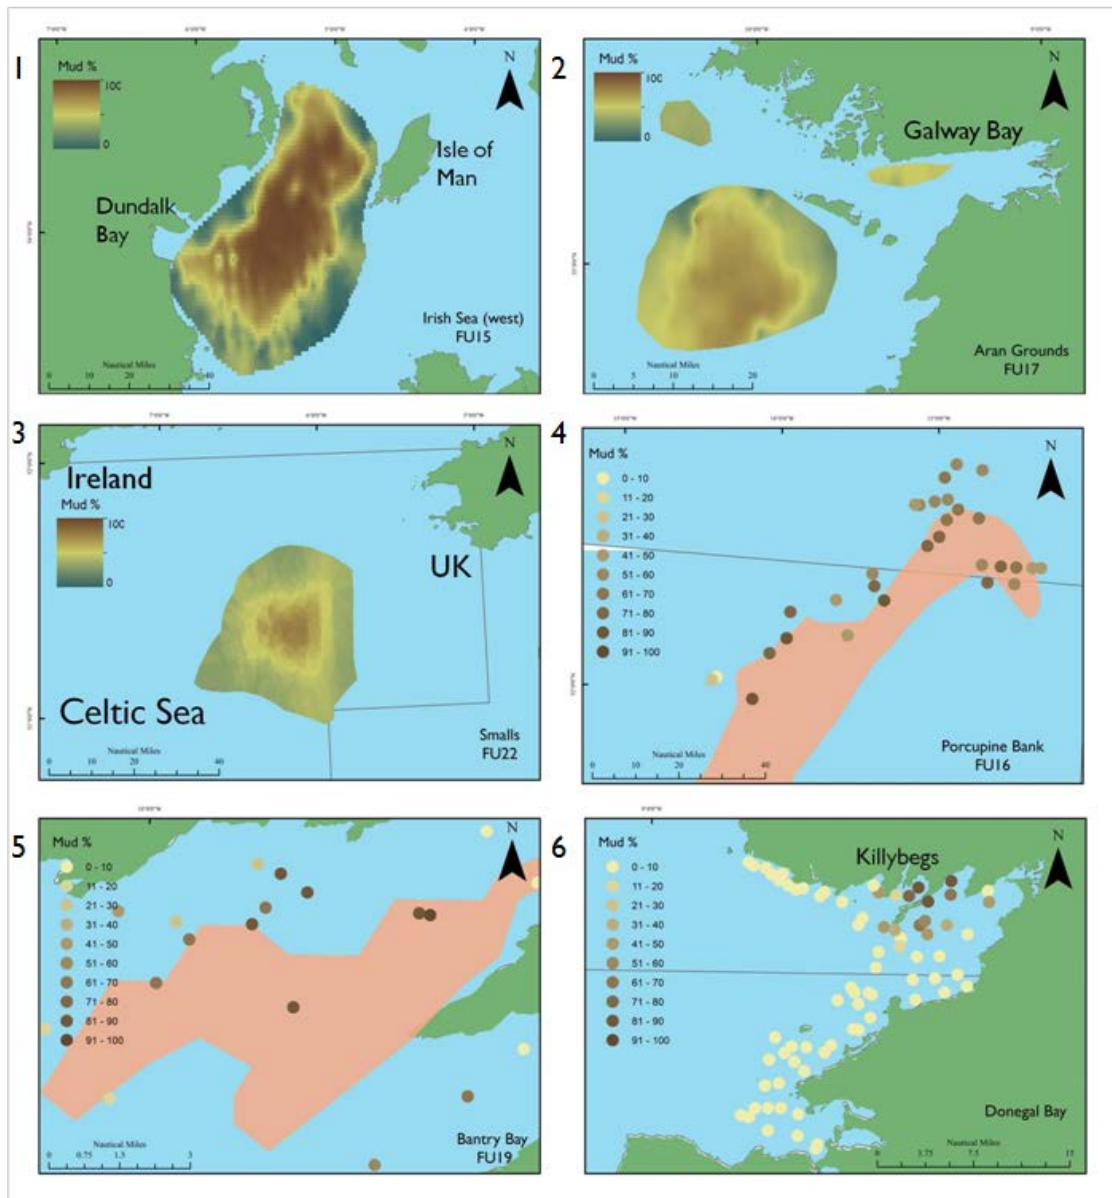 1
Mud %
100
0
N
Isle of
Man
Dundalk
Bay
Irish Sea (west)
FU15
Nautical Miles
0 10 20 40
2
Mud %
100
0
N
Galway Bay
Aran Grounds
FU17
Nautical Miles
0 5 10 20
3
N
Ireland
Mud %
100
0
UK
Celtic Sea
Smalls
FU22
Nautical Miles
0 10 20 40
4
Mud %
0 - 10
11 - 20
21 - 30
31 - 40
41 - 50
51 - 60
61 - 70
71 - 80
81 - 90
91 - 100
N
Porcupine Bank
FU16
Nautical Miles
0 10 20 40
5
Mud %
0 - 10
11 - 20
21 - 30
31 - 40
41 - 50
51 - 60
61 - 70
71 - 80
81 - 90
91 - 100
N
Bantry Bay
FU19
Nautical Miles
0 0.75 1.5 3
6
Mud %
0 - 10
11 - 20
21 - 30
31 - 40
41 - 50
51 - 60
61 - 70
71 - 80
81 - 90
91 - 100
Killybegs
N
Donegal Bay
Nautical Miles
0 3.75 7.5 15